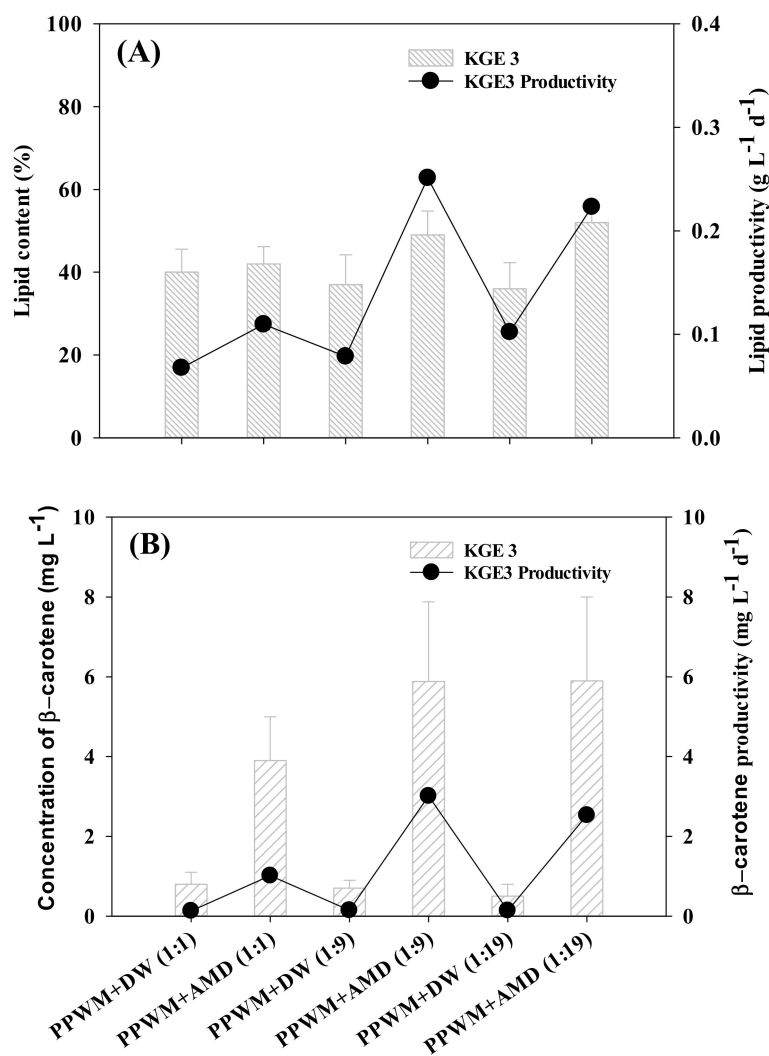 (A)
KGE 3
KGE3 Productivity
Lipid content (%)
100
80
60
40
20
0
0.4
0.3
0.2
0.1
0.0
Lipid productivity (g L⁻¹ d⁻¹)
(B)
KGE 3
KGE3 Productivity
Concentration of β−carotene (mg L⁻¹)
10
8
6
4
2
0
10
8
6
4
2
0
β−carotene productivity (mg L⁻¹ d⁻¹)
PPWM+DW (1:1)
PPWM+AMD (1:1)
PPWM+DW (1:9)
PPWM+AMD (1:9)
PPWM+DW (1:19)
PPWM+AMD (1:19)